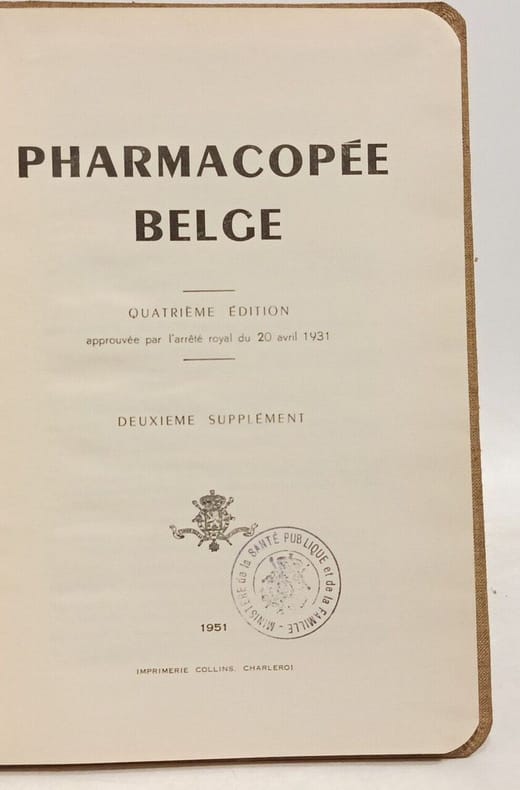 PHARMACOPÉE
BELGE
QUATRIÈME ÉDITION
approuvée par l'arrêté royal du 20 avril 1931
DEUXIEME SUPPLÉMENT
MINISTERE de la SANTÉ PUBLIQUE et de la FAMILLE -
1951
IMPRIMERIE COLLINS, CHARLEROI